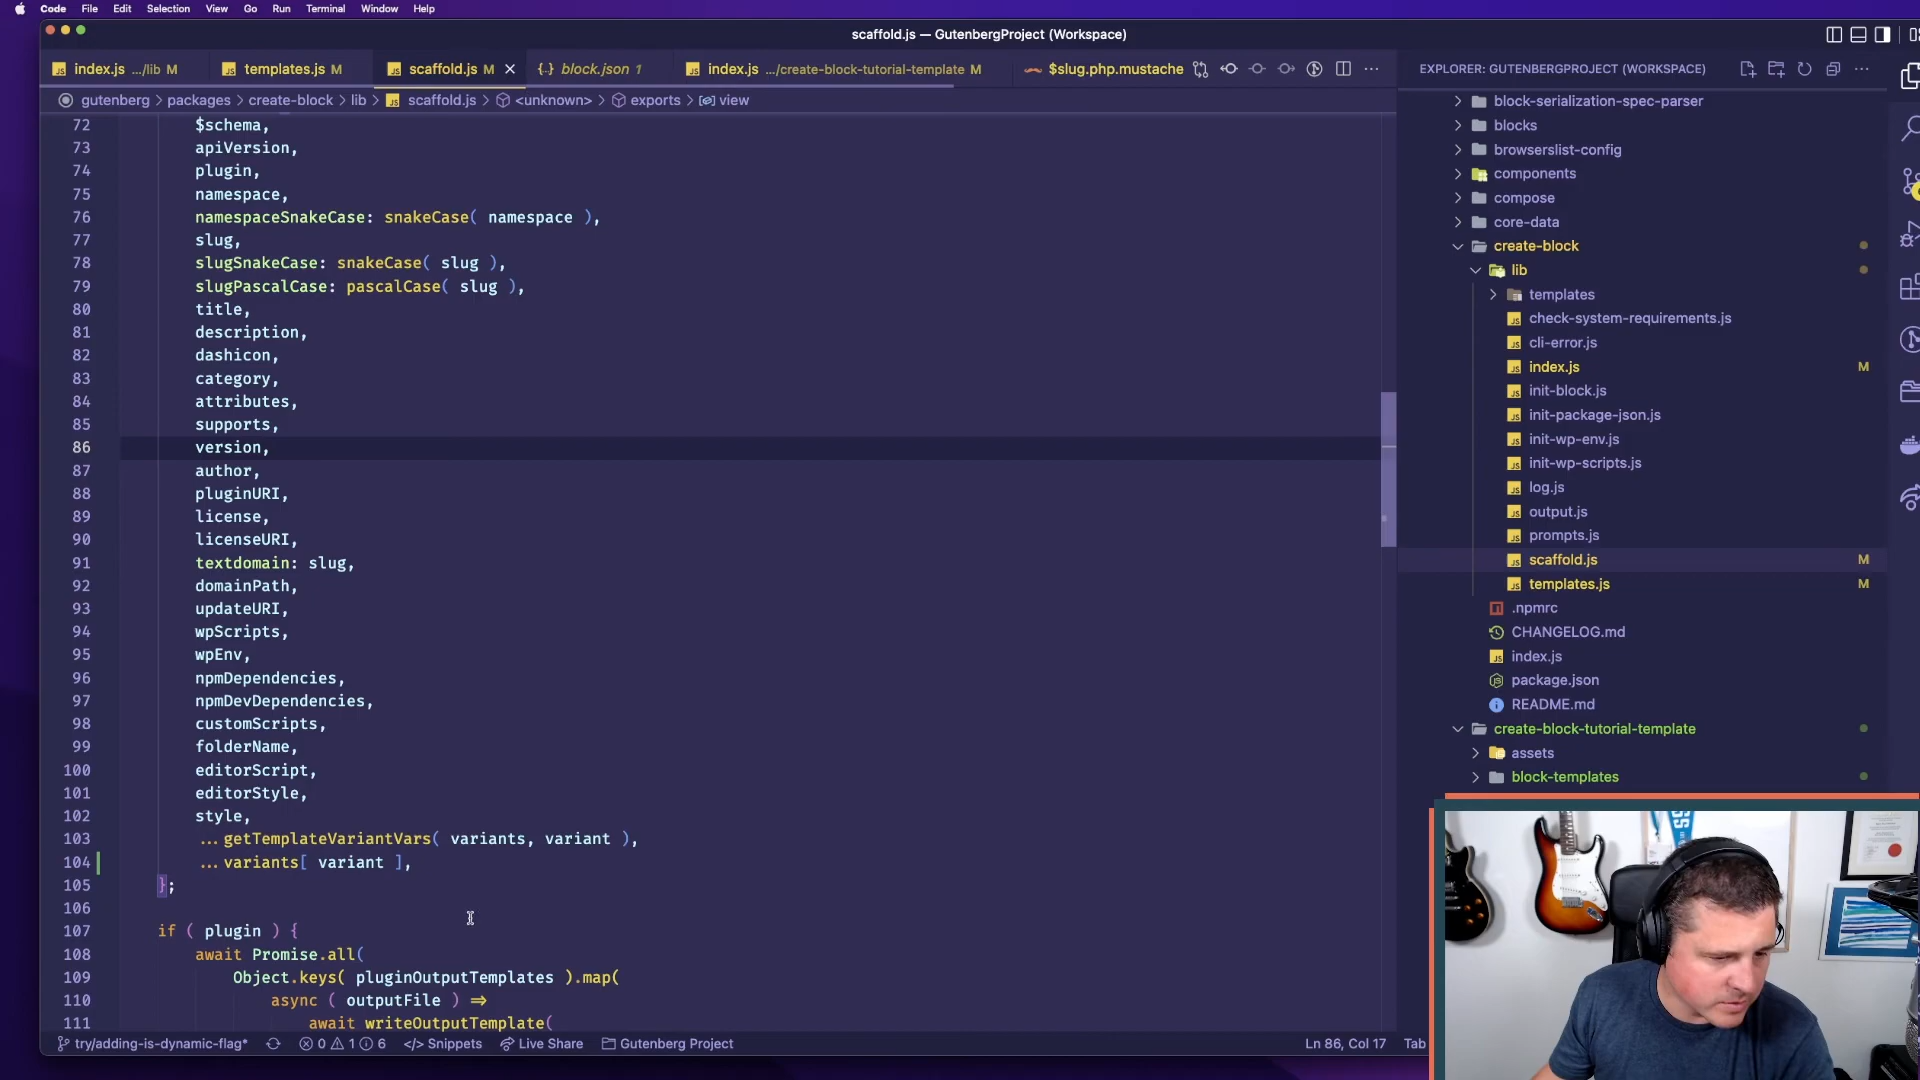 Code File Edit Selection View Go Run Terminal Window Help
scaffold.js — GutenbergProject (Workspace)
index.js .../lib M
templates.js M
scaffold.js M
block.json 1
index.js .../create-block-tutorial-template M
$slug.php.mustache
EXPLORER: GUTENBERGPROJECT (WORKSPACE)
gutenberg > packages > create-block > lib > scaffold.js > <unknown> > exports > view
72 $schema,
73 apiVersion,
74 plugin,
75 namespace,
76 namespaceSnakeCase: snakeCase( namespace ),
77 slug,
78 slugSnakeCase: snakeCase( slug ),
79 slugPascalCase: pascalCase( slug ),
80 title,
81 description,
82 dashicon,
83 category,
84 attributes,
85 supports,
86 version,
87 author,
88 pluginURI,
89 license,
90 licenseURI,
91 textdomain: slug,
92 domainPath,
93 updateURI,
94 wpScripts,
95 wpEnv,
96 npmDependencies,
97 npmDevDependencies,
98 customScripts,
99 folderName,
100 editorScript,
101 editorStyle,
102 style,
103 ...getTemplateVariantVars( variants, variant ),
104 ...variants[ variant ],
105 };
106
107 if ( plugin ) {
108 await Promise.all(
109 Object.keys( pluginOutputTemplates ).map(
110 async ( outputFile ) =>
111 await writeOutputTemplate(
block-serialization-spec-parser
blocks
browserslist-config
components
compose
core-data
create-block
lib
templates
check-system-requirements.js
cli-error.js
index.js M
init-block.js
init-package-json.js
init-wp-env.js
init-wp-scripts.js
log.js
output.js
prompts.js
scaffold.js M
templates.js M
.npmrc
CHANGELOG.md
index.js
package.json
README.md
create-block-tutorial-template
assets
block-templates
try/adding-is-dynamic-flag* 0 1 6 </> Snippets Live Share Gutenberg Project
Ln 86, Col 17 Tab